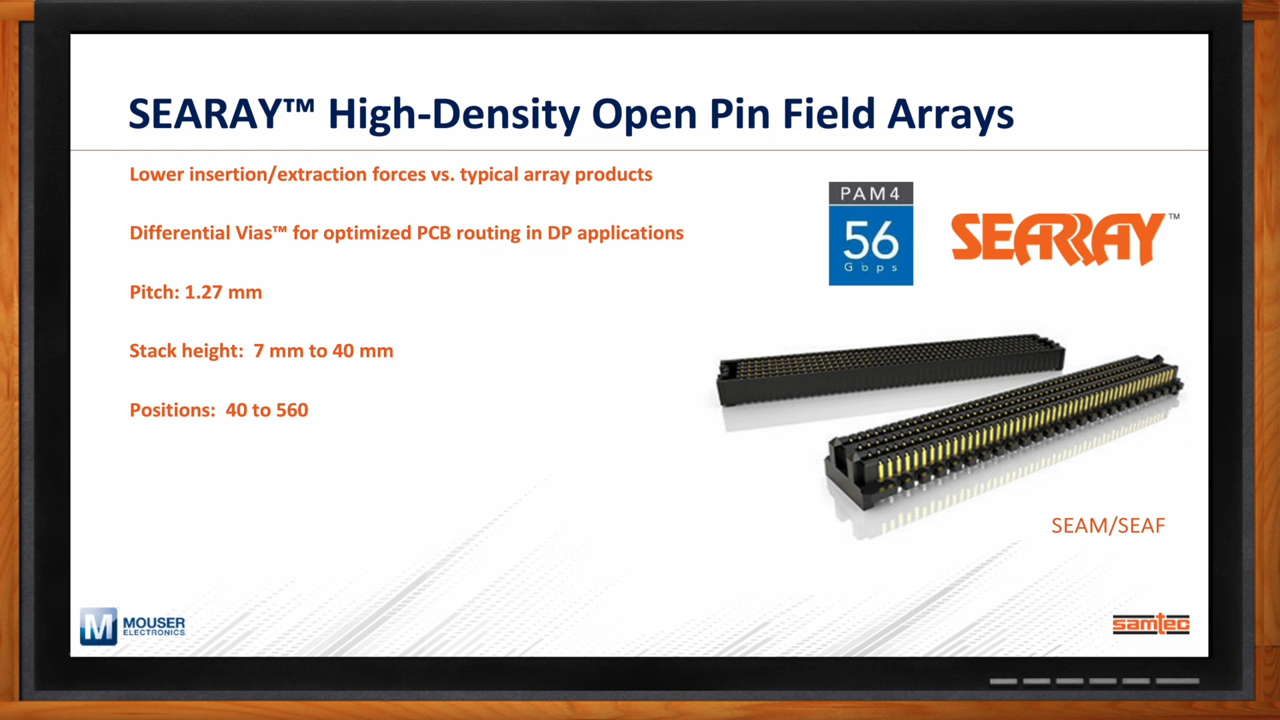 SEARAY™ High-Density Open Pin Field Arrays
Lower insertion/extraction forces vs. typical array products
Differential Vias™ for optimized PCB routing in DP applications
Pitch: 1.27 mm
Stack height:  7 mm to 40 mm
Positions:  40 to 560
PAM4
56
Gbps
SEARAY™
SEAM/SEAF
M MOUSER
ELECTRONICS
samtec